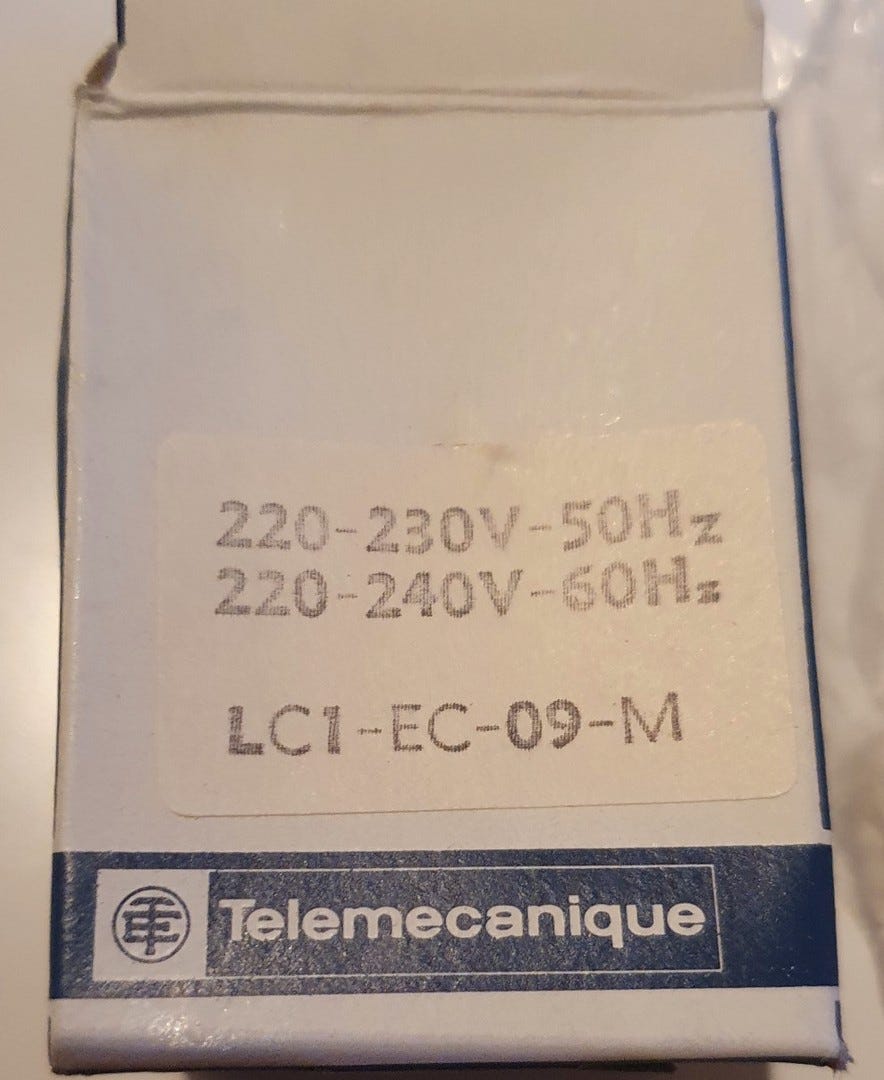 220-230V-50Hz
220-240V-60Hz
LC1-EC-09-M
Telemecanique